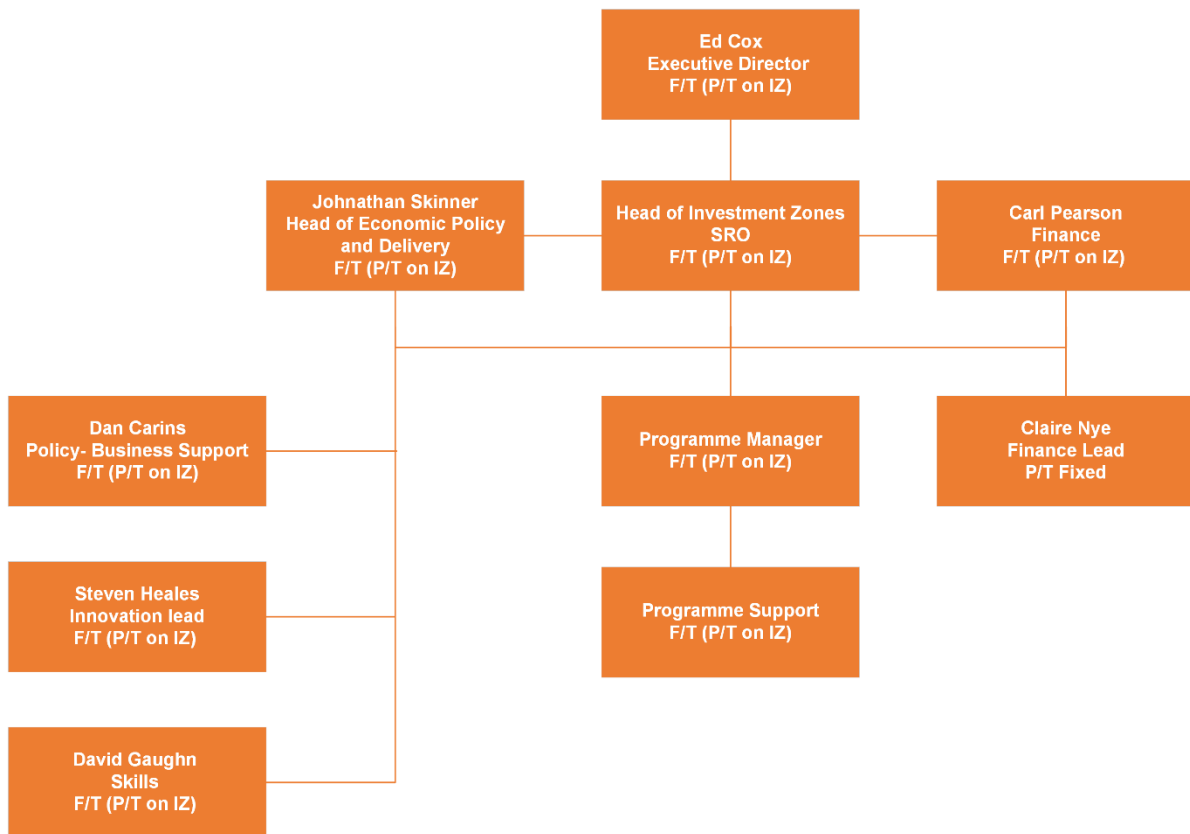 Ed Cox
Executive Director
F/T (P/T on IZ)
Johnathan Skinner
Head of Economic Policy
and Delivery
F/T (P/T on IZ)
Head of Investment Zones
SRO
F/T (P/T on IZ)
Carl Pearson
Finance
F/T (P/T on IZ)
Dan Carins
Policy- Business Support
F/T (P/T on IZ)
Programme Manager
F/T (P/T on IZ)
Claire Nye
Finance Lead
P/T Fixed
Steven Heales
Innovation lead
F/T (P/T on IZ)
Programme Support
F/T (P/T on IZ)
David Gaughn
Skills
F/T (P/T on IZ)